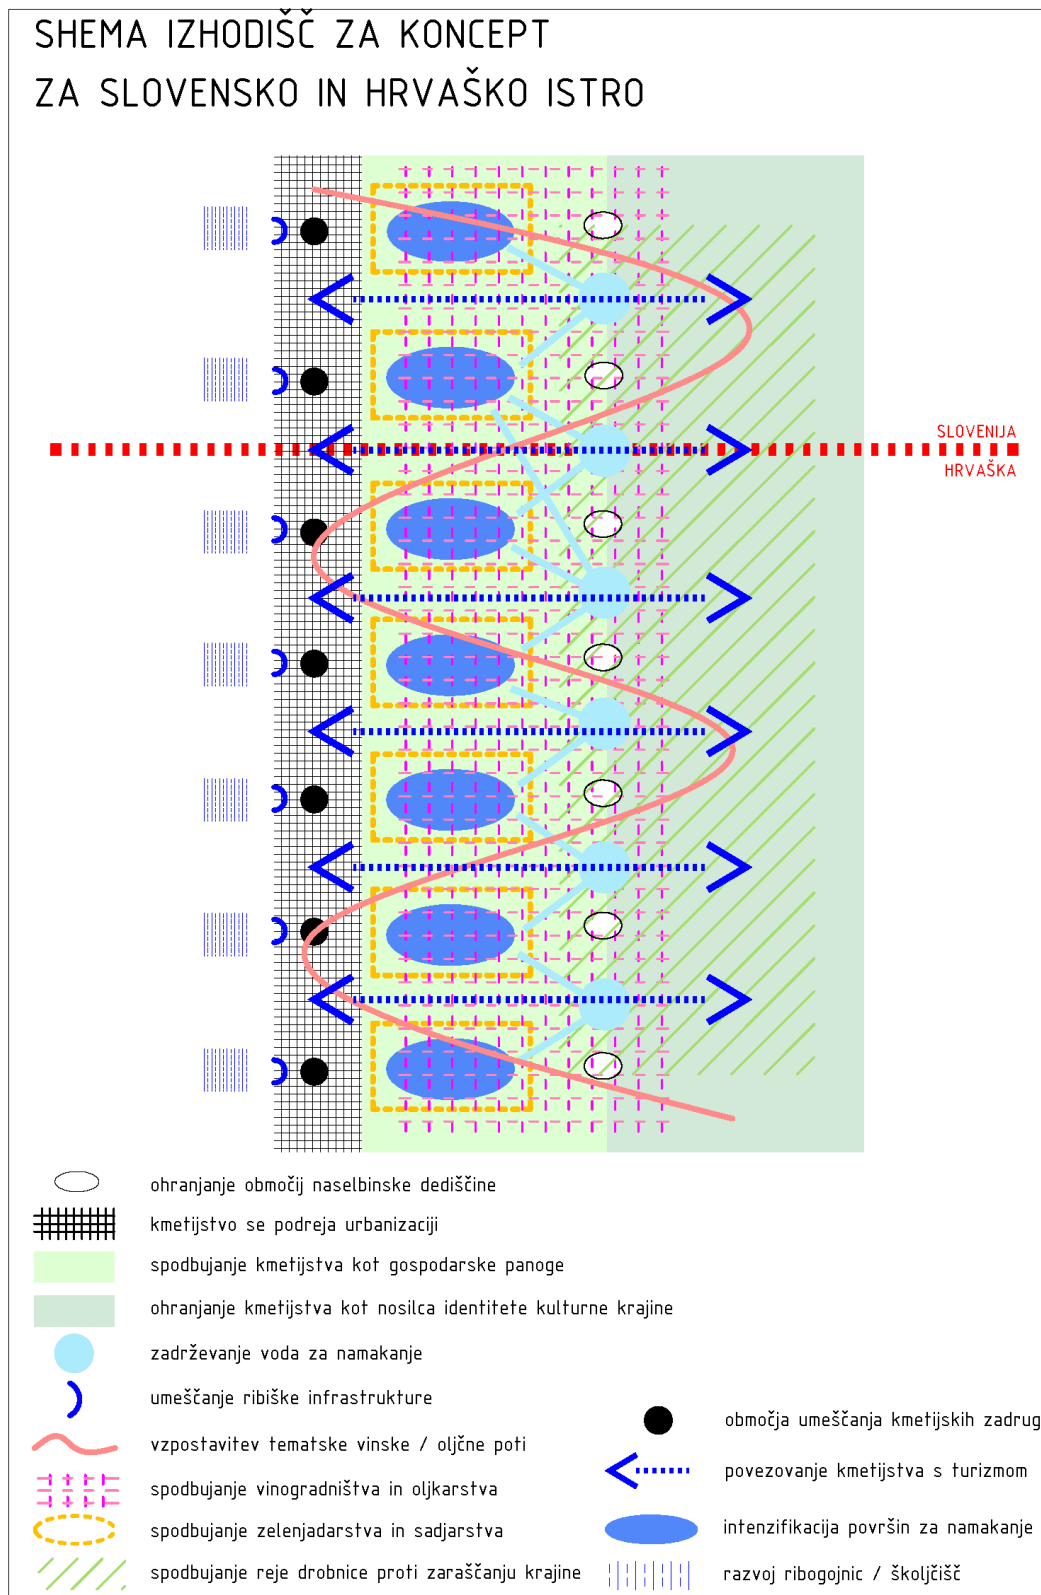 SHEMA IZHODIŠČ ZA KONCEPT
ZA SLOVENSKO IN HRVAŠKO ISTRO
SLOVENIJA
HRVAŠKA
ohranjanje območij naselbinske dediščine
kmetijstvo se podreja urbanizaciji
spodbujanje kmetijstva kot gospodarske panoge
ohranjanje kmetijstva kot nosilca identitete kulturne krajine
zadrževanje voda za namakanje
umeščanje ribiške infrastrukture
vzpostavitev tematske vinske / oljčne poti
spodbujanje vinogradništva in oljkarstva
spodbujanje zelenjadarstva in sadjarstva
spodbujanje reje drobnice proti zaraščanju krajine
območja umeščanja kmetijskih zadrug
povezovanje kmetijstva s turizmom
intenzifikacija površin za namakanje
razvoj ribogojnic / školjčišč